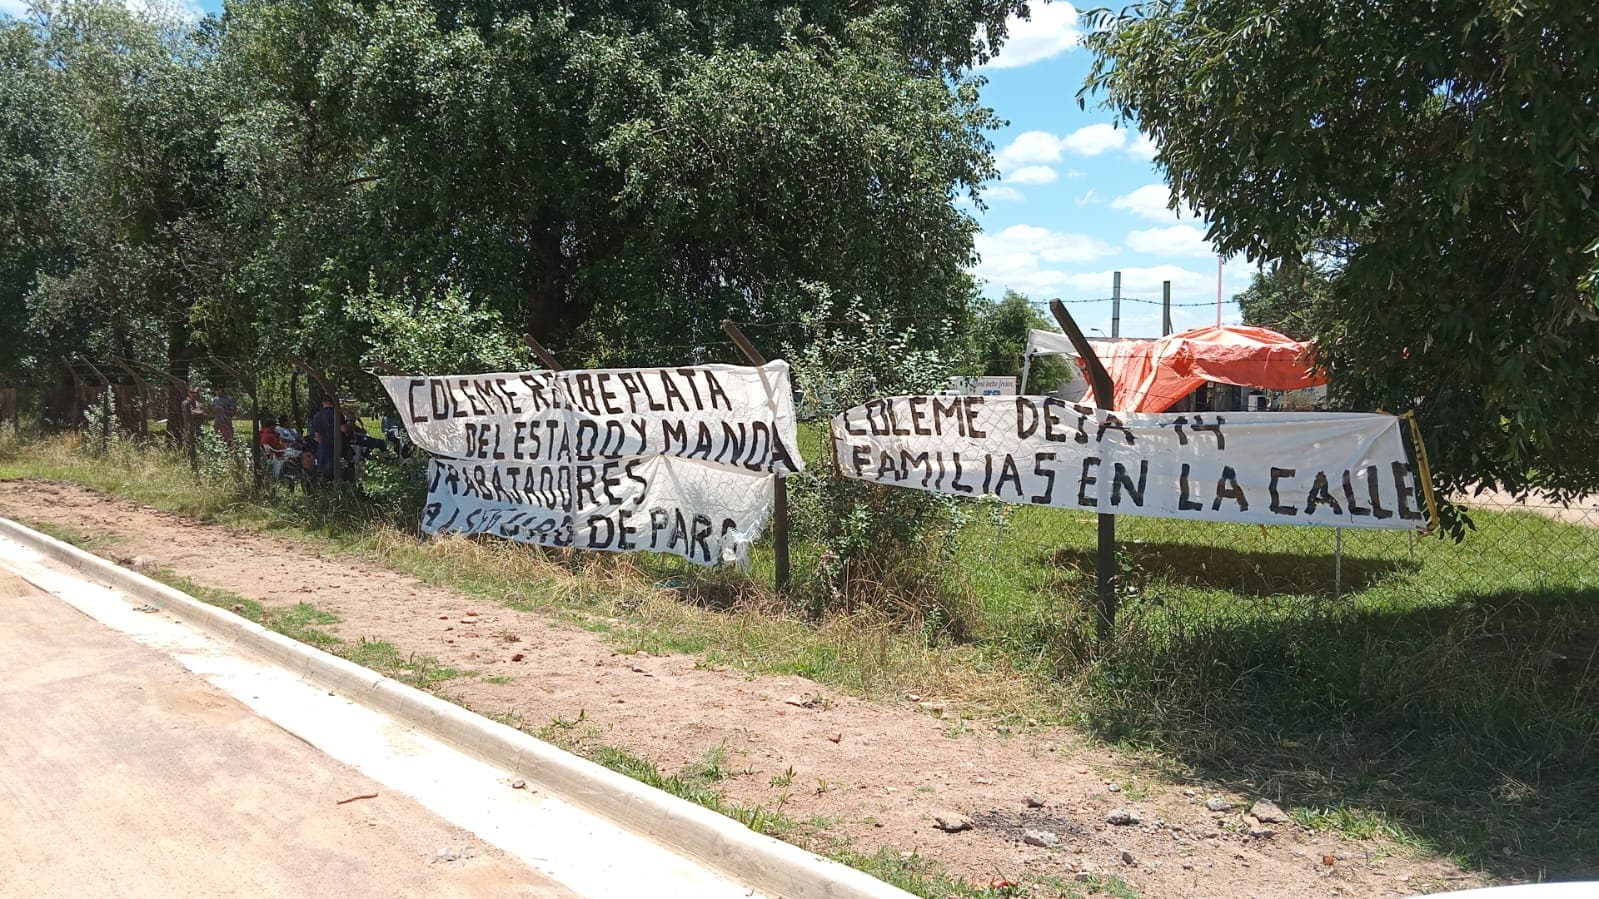 COLEME RECIBE PLATA
DEL ESTADO Y MANDA
TRABAJADORES
AL SEGURO DE PARO
COLEME DEJA 14
FAMILIAS EN LA CALLE